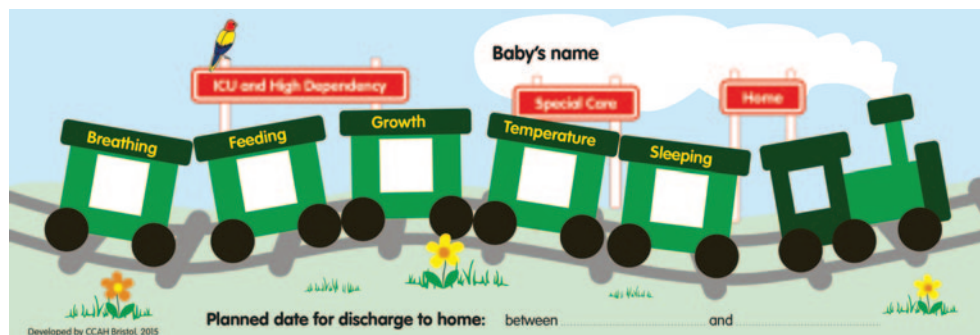 Baby's name
ICU and High Dependency
Special Care
Home
Breathing
Feeding
Growth
Temperature
Sleeping
Planned date for discharge to home: between and
Developed by CCAH Bristol, 2015